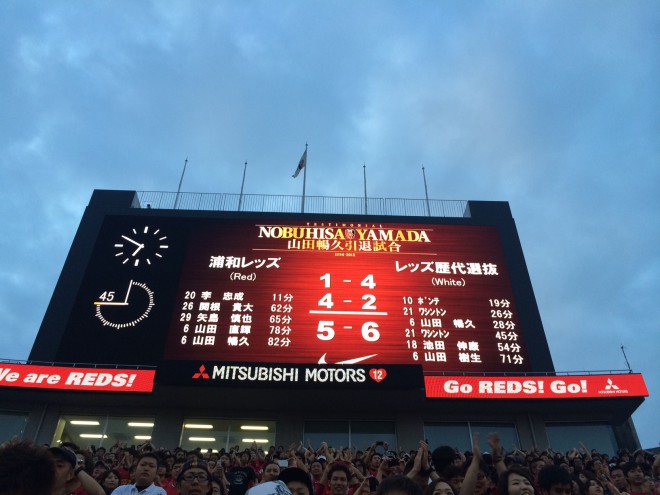 TESTIMONIAL
NOBUHISA YAMADA
山田暢久引退試合
1994-2013
浦和レッズ
(Red)
レッズ歴代選抜
(White)
1 - 4
4 - 2
5 - 6
20 李 忠成 11分
26 関根 貴大 62分
29 矢島 慎也 65分
6 山田 直輝 78分
6 山田 暢久 82分
10 ポンテ 19分
21 ワシントン 26分
6 山田 暢久 28分
21 ワシントン 45分
18 池田 伸康 54分
6 山田 樹生 71分
45
We are REDS!
MITSUBISHI MOTORS 12
Go REDS! Go!